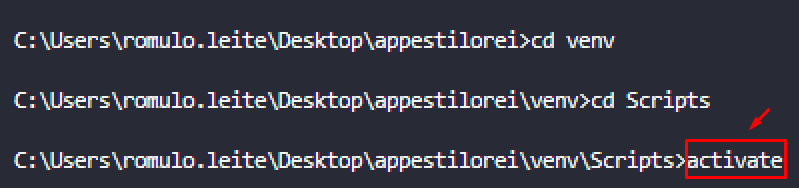 C:\Users\romulo.leite\Desktop\appestilorei>cd venv
C:\Users\romulo.leite\Desktop\appestilorei\venv>cd Scripts
C:\Users\romulo.leite\Desktop\appestilorei\venv\Scripts>activate